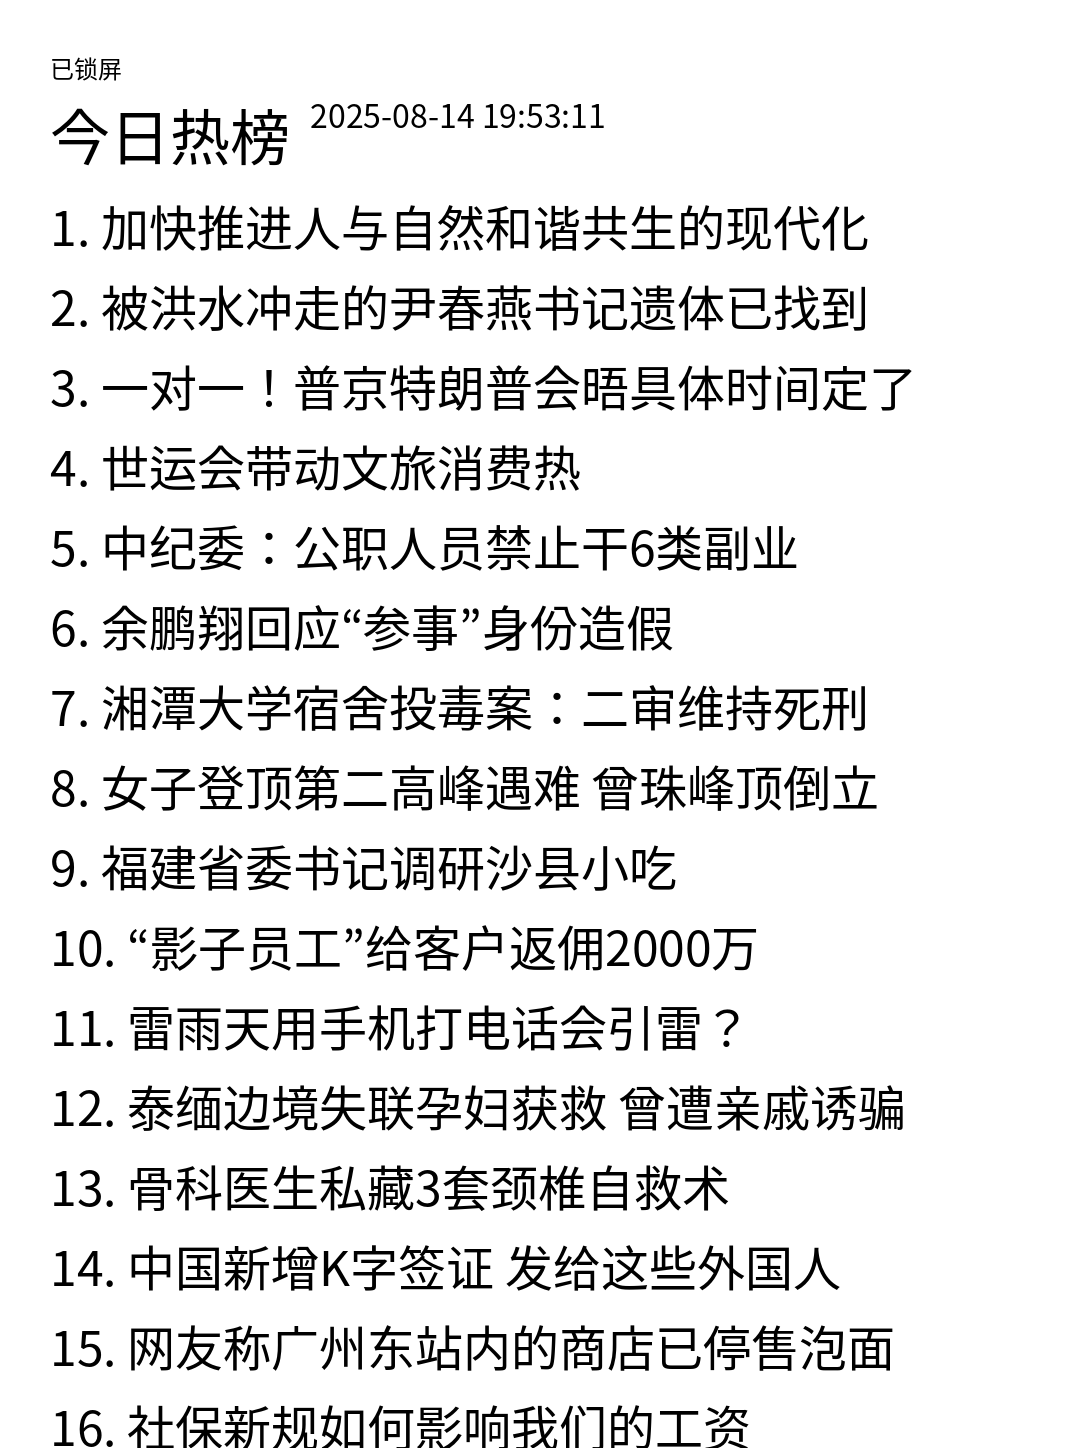 已锁屏
今日热榜 2025-08-14 19:53:11
1. 加快推进人与自然和谐共生的现代化
2. 被洪水冲走的尹春燕书记遗体已找到
3. 一对一！普京特朗普会晤具体时间定了
4. 世运会带动文旅消费热
5. 中纪委：公职人员禁止干6类副业
6. 余鹏翔回应“参事”身份造假
7. 湘潭大学宿舍投毒案：二审维持死刑
8. 女子登顶第二高峰遇难 曾珠峰顶倒立
9. 福建省委书记调研沙县小吃
10. “影子员工”给客户返佣2000万
11. 雷雨天用手机打电话会引雷？
12. 泰缅边境失联孕妇获救 曾遭亲戚诱骗
13. 骨科医生私藏3套颈椎自救术
14. 中国新增K字签证 发给这些外国人
15. 网友称广州东站内的商店已停售泡面
16. 社保新规如何影响我们的工资